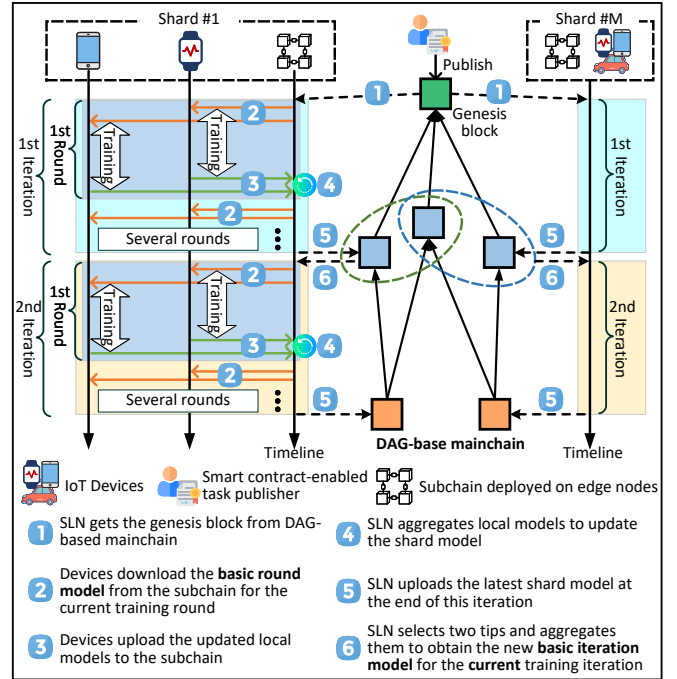 Shard #1
Shard #M
Publish
1
1
Genesis
block
1st
Iteration
1st
Round
Training
Training
2
3
4
2
Several rounds
5
6
1st
Iteration
5
6
2nd
Iteration
1st
Round
Training
Training
2
3
4
2
Several rounds
5
2nd
Iteration
5
Timeline
DAG-base mainchain
Timeline
IoT Devices
Smart contract-enabled
task publisher
Subchain deployed on edge nodes
1 SLN gets the genesis block from DAG-
based mainchain
2 Devices download the basic round
model from the subchain for the
current training round
3 Devices upload the updated local
models to the subchain
4 SLN aggregates local models to update
the shard model
5 SLN uploads the latest shard model at
the end of this iteration
6 SLN selects two tips and aggregates
them to obtain the new basic iteration
model for the current training iteration